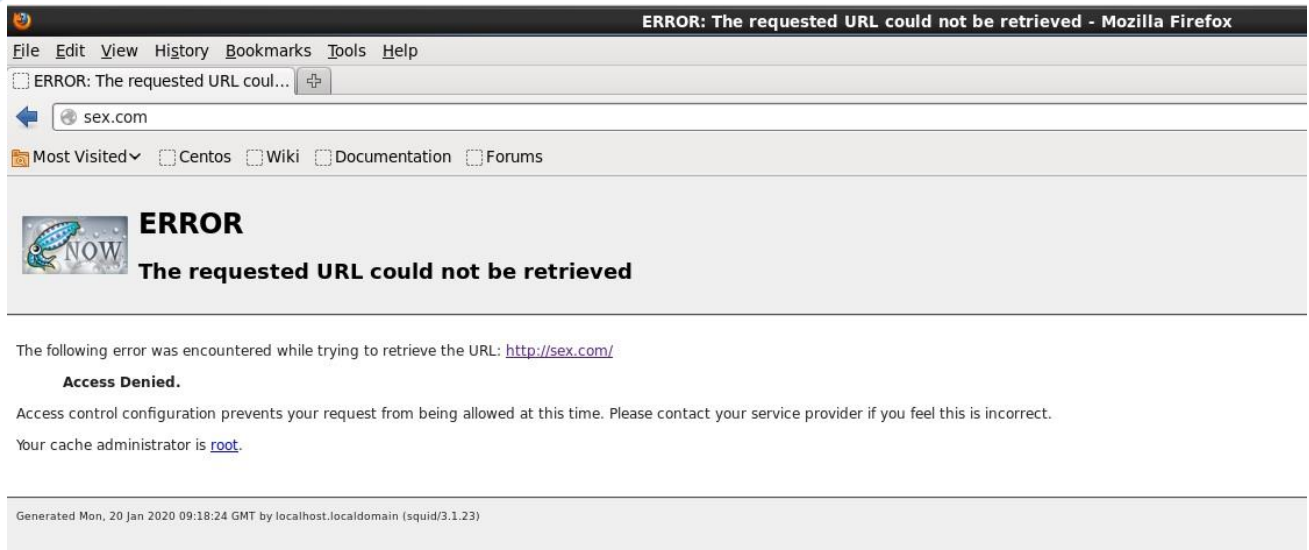 ERROR: The requested URL could not be retrieved - Mozilla Firefox
File Edit View History Bookmarks Tools Help
ERROR: The requested URL coul...
sex.com
Most Visited Centos Wiki Documentation Forums
NOW
ERROR
The requested URL could not be retrieved
The following error was encountered while trying to retrieve the URL: http://sex.com/
Access Denied.
Access control configuration prevents your request from being allowed at this time. Please contact your service provider if you feel this is incorrect.
Your cache administrator is root.
Generated Mon, 20 Jan 2020 09:18:24 GMT by localhost.localdomain (squid/3.1.23)